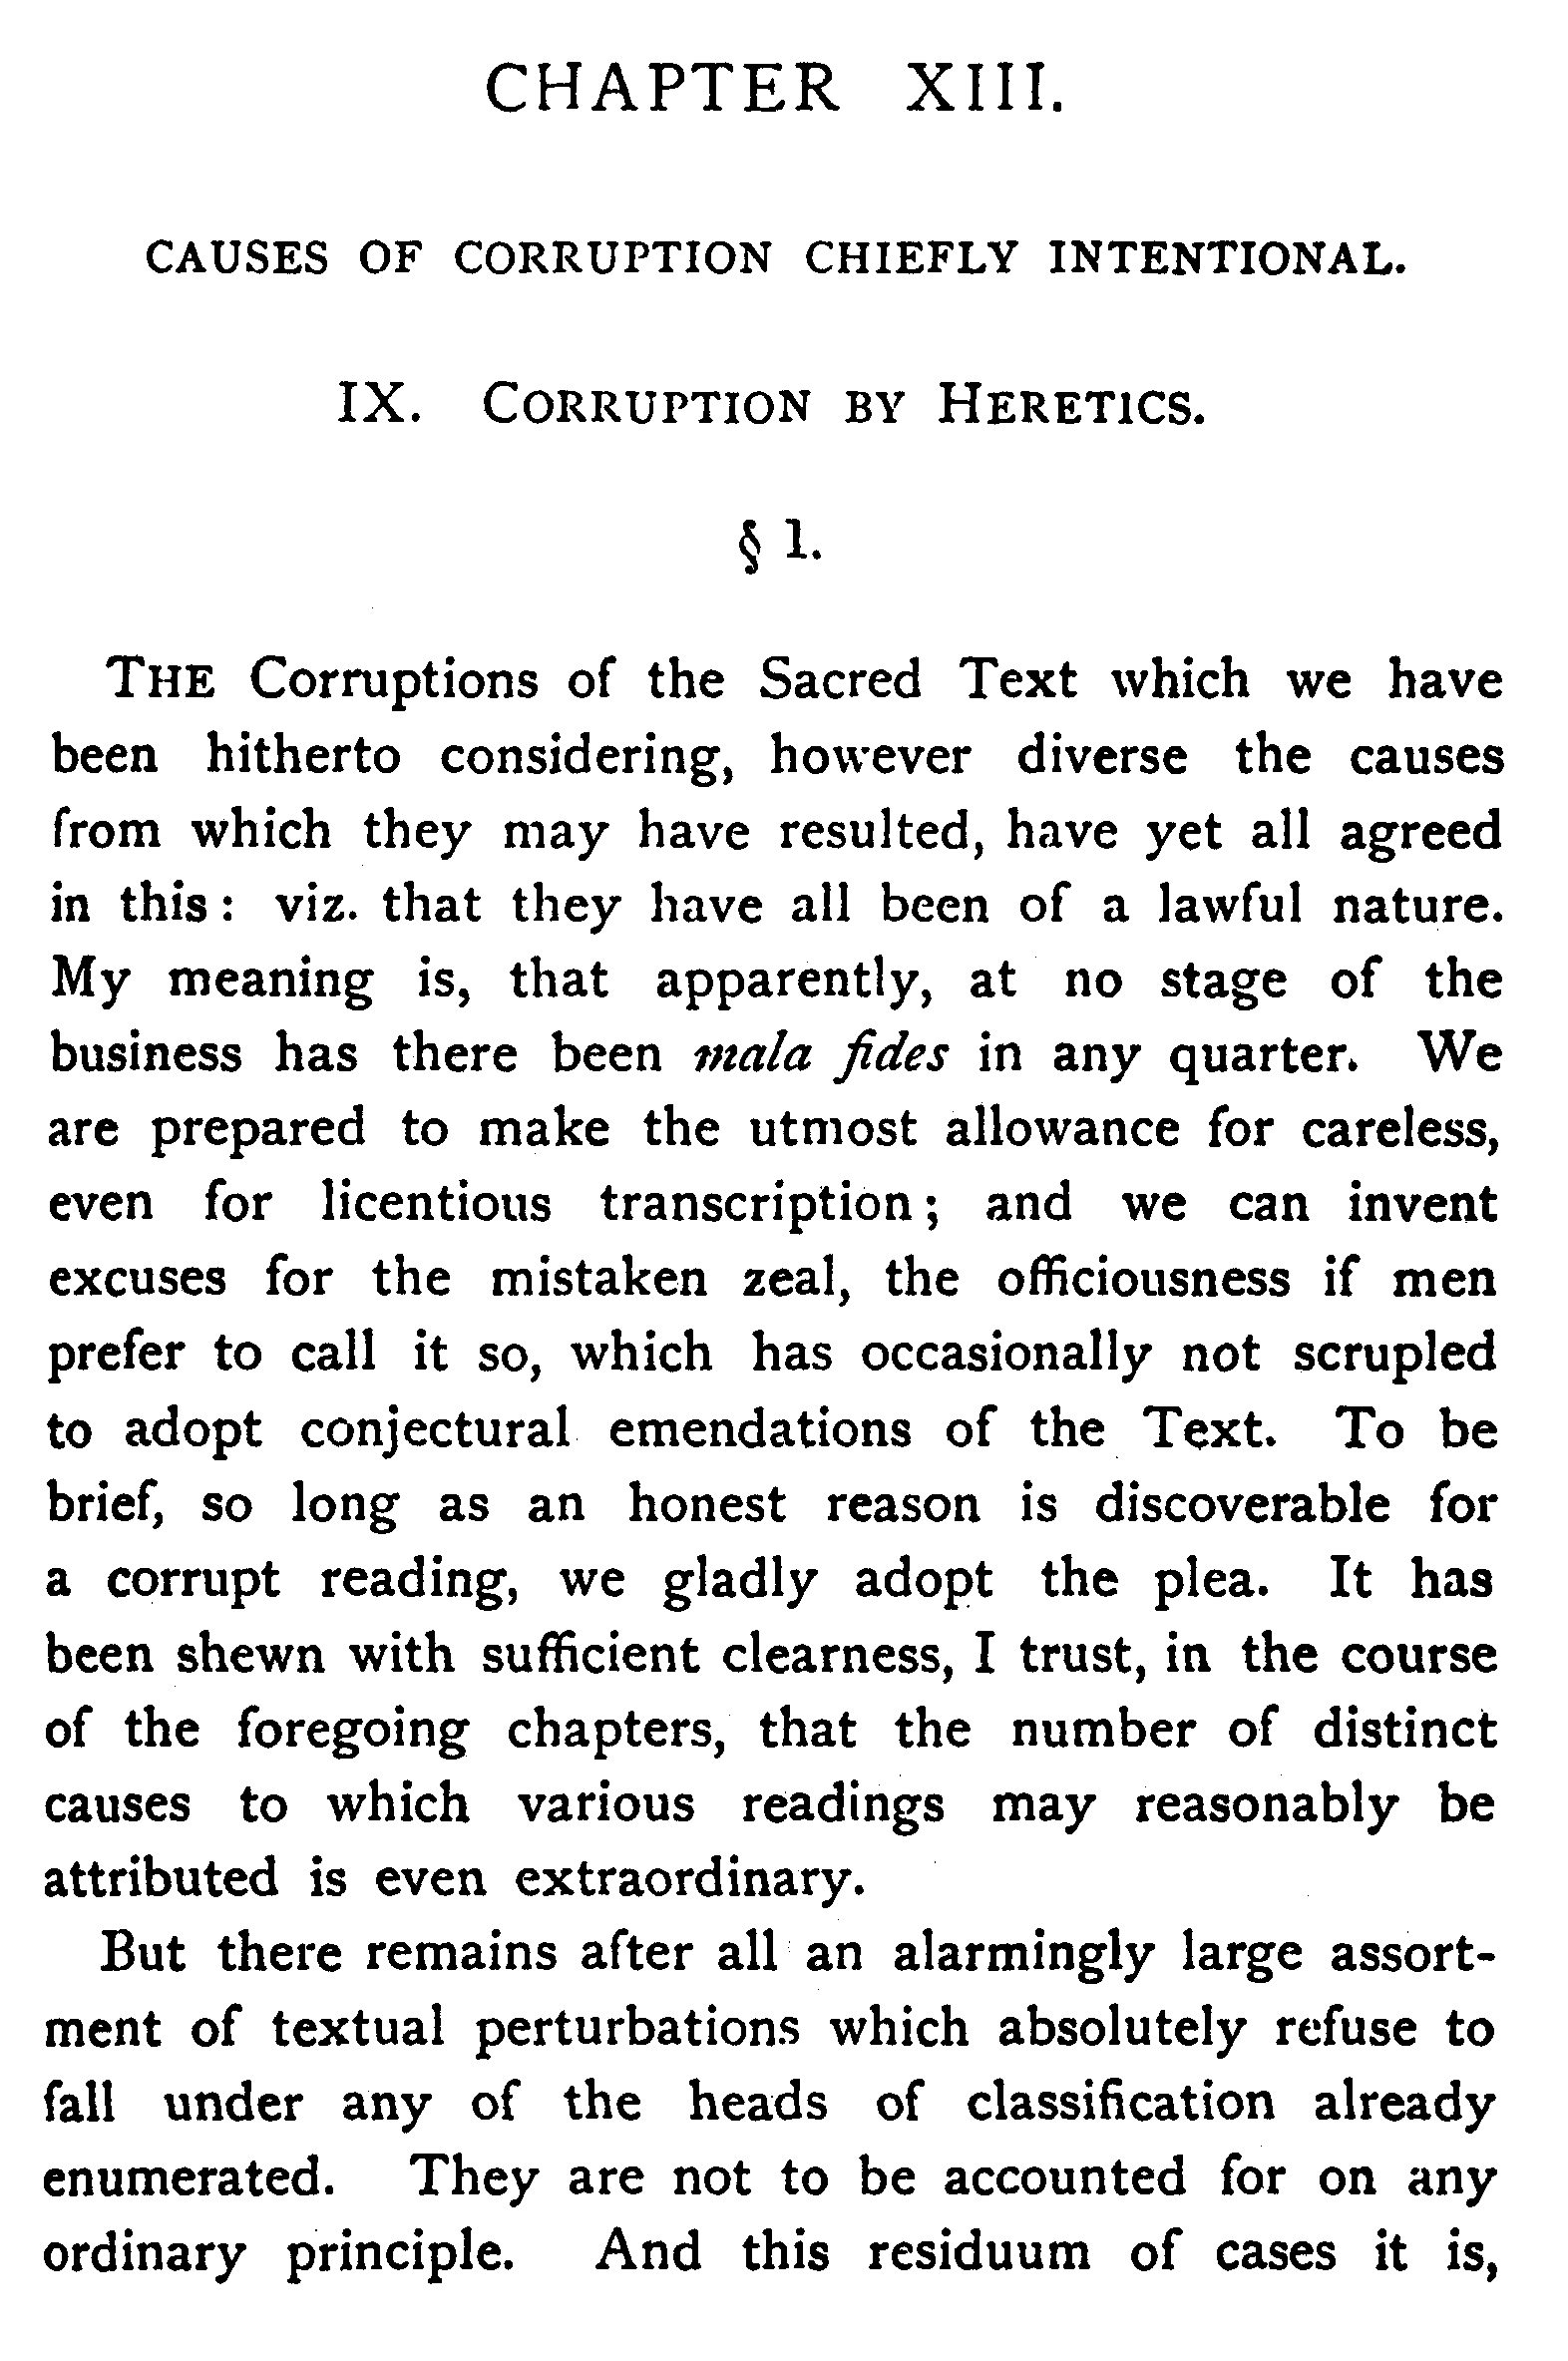 CHAPTER XIII.
CAUSES OF CORRUPTION CHIEFLY INTENTIONAL.
IX. CORRUPTION BY HERETICS.
§ 1.
THE Corruptions of the Sacred Text which we have
been hitherto considering, however diverse the causes
from which they may have resulted, have yet all agreed
in this: viz. that they have all been of a lawful nature.
My meaning is, that apparently, at no stage of the
business has there been mala fides in any quarter. We
are prepared to make the utmost allowance for careless,
even for licentious transcription; and we can invent
excuses for the mistaken zeal, the officiousness if men
prefer to call it so, which has occasionally not scrupled
to adopt conjectural emendations of the Text. To be
brief, so long as an honest reason is discoverable for
a corrupt reading, we gladly adopt the plea. It has
been shewn with sufficient clearness, I trust, in the course
of the foregoing chapters, that the number of distinct
causes to which various readings may reasonably be
attributed is even extraordinary.
But there remains after all an alarmingly large assort-
ment of textual perturbations which absolutely refuse to
fall under any of the heads of classification already
enumerated. They are not to be accounted for on any
ordinary principle. And this residuum of cases it is,